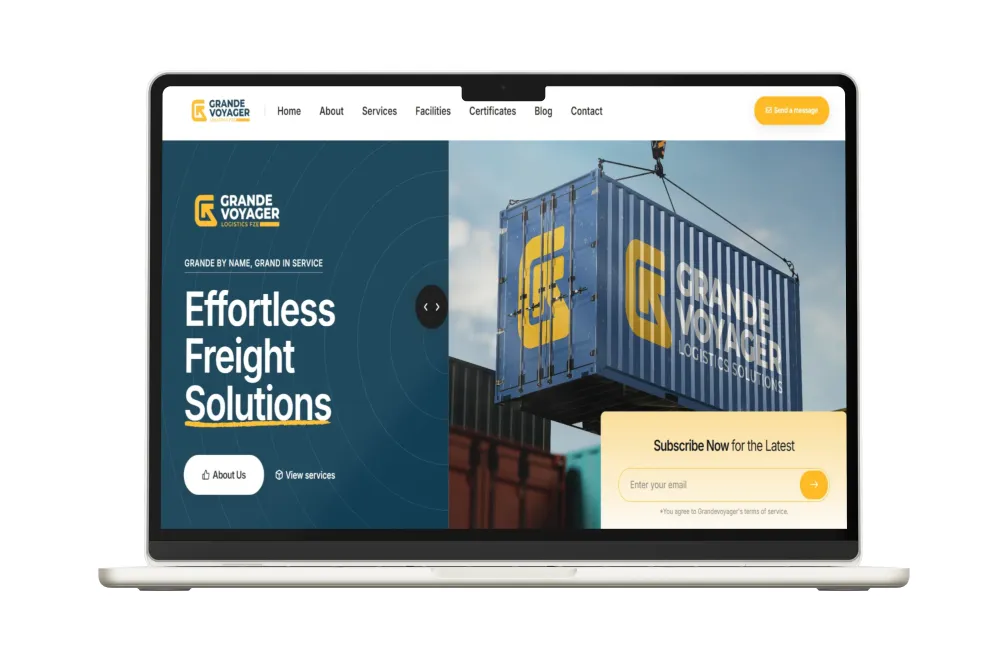 GRANDE
VOYAGER
Home About Services Facilities Certificates Blog Contact
Send a message
GRANDE
VOYAGER
LOGISTICS FZE
GRANDE BY NAME, GRAND IN SERVICE
Effortless
Freight
Solutions
About Us View services
GRANDE
VOYAGER
LOGISTICS SOLUTIONS
Subscribe Now for the Latest
Enter your email
*You agree to Grandevoyager's terms of service.